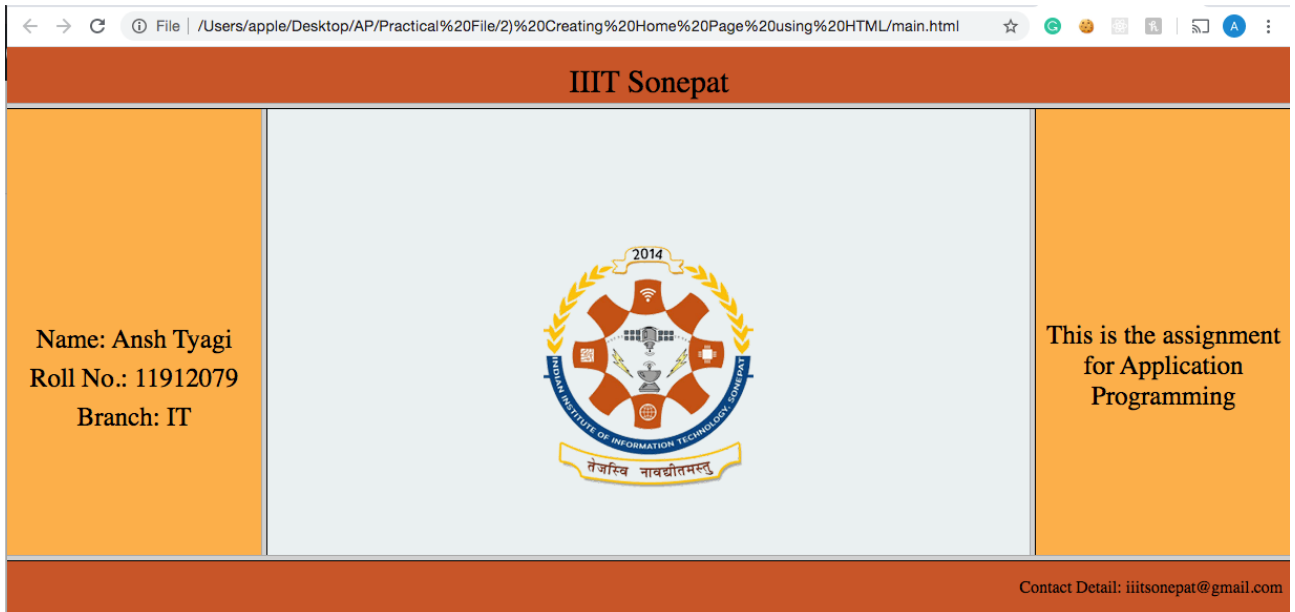 File | /Users/apple/Desktop/AP/Practical%20File/2)%20Creating%20Home%20Page%20using%20HTML/main.html
A
IIIT Sonepat
Name: Ansh Tyagi
Roll No.: 11912079
Branch: IT
2014
INDIAN INSTITUTE OF INFORMATION TECHNOLOGY, SONEPAT
तेजस्वि नावधीतमस्तु
This is the assignment
for Application
Programming
Contact Detail: iiitsonepat@gmail.com